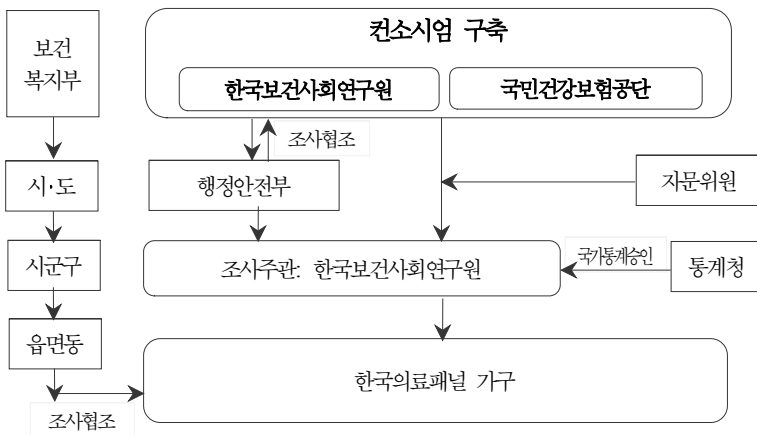 컨소시엄 구축
보건
복지부
한국보건사회연구원
국민건강보험공단
조사협조
시·도
행정안전부
자문위원
시군구
조사주관: 한국보건사회연구원
국가통계승인
통계청
읍면동
한국의료패널 가구
조사협조